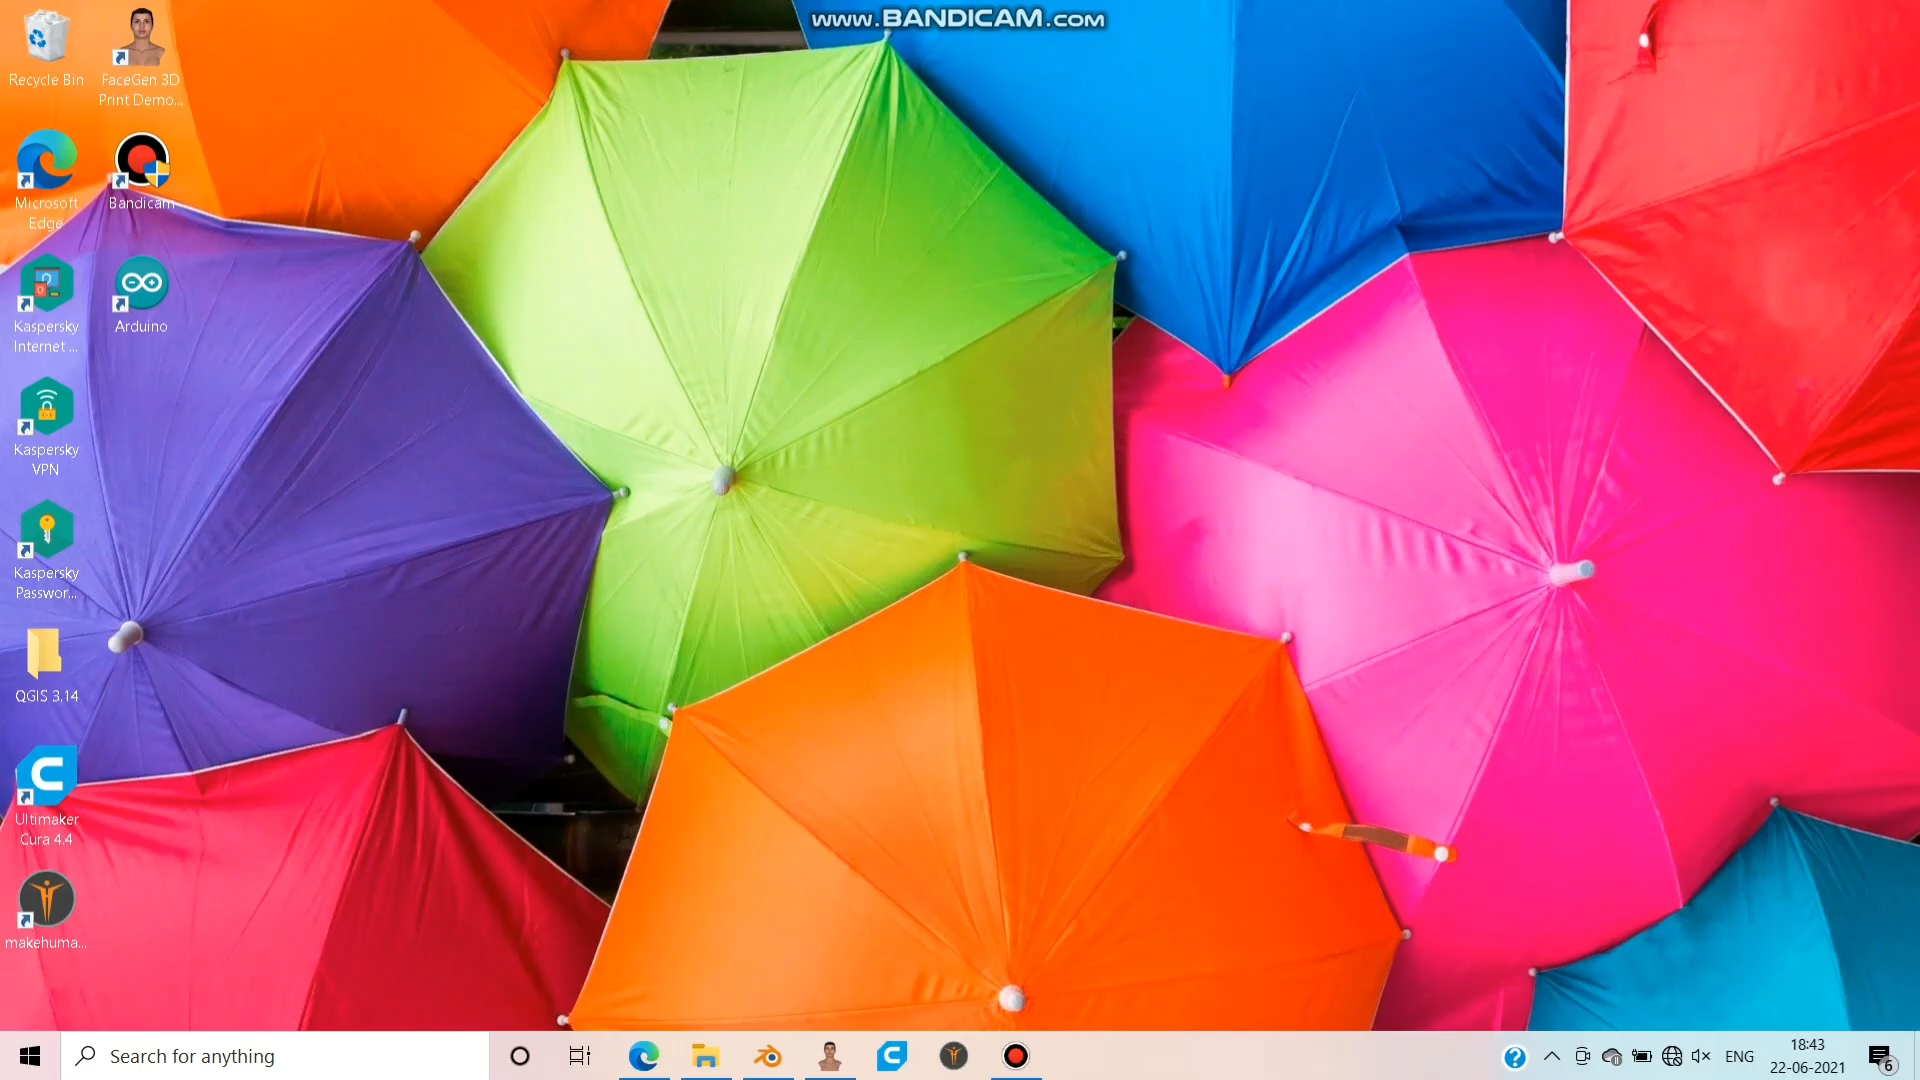 www.BANDICAM.com
Recycle Bin
FaceGen 3D
Print Demo...
Microsoft
Edge
Bandicam
Kaspersky
Internet ...
Arduino
Kaspersky
VPN
Kaspersky
Passwor...
QGIS 3.14
Ultimaker
Cura 4.4
makehuma...
Search for anything
ENG
18:43
22-06-2021
6